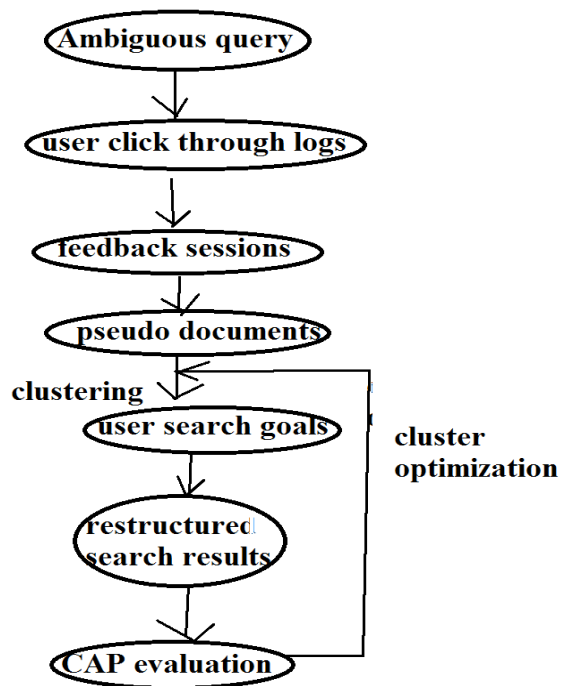 Ambiguous query
user click through logs
feedback sessions
pseudo documents
clustering
user search goals
cluster
optimization
restructured
search results
CAP evaluation